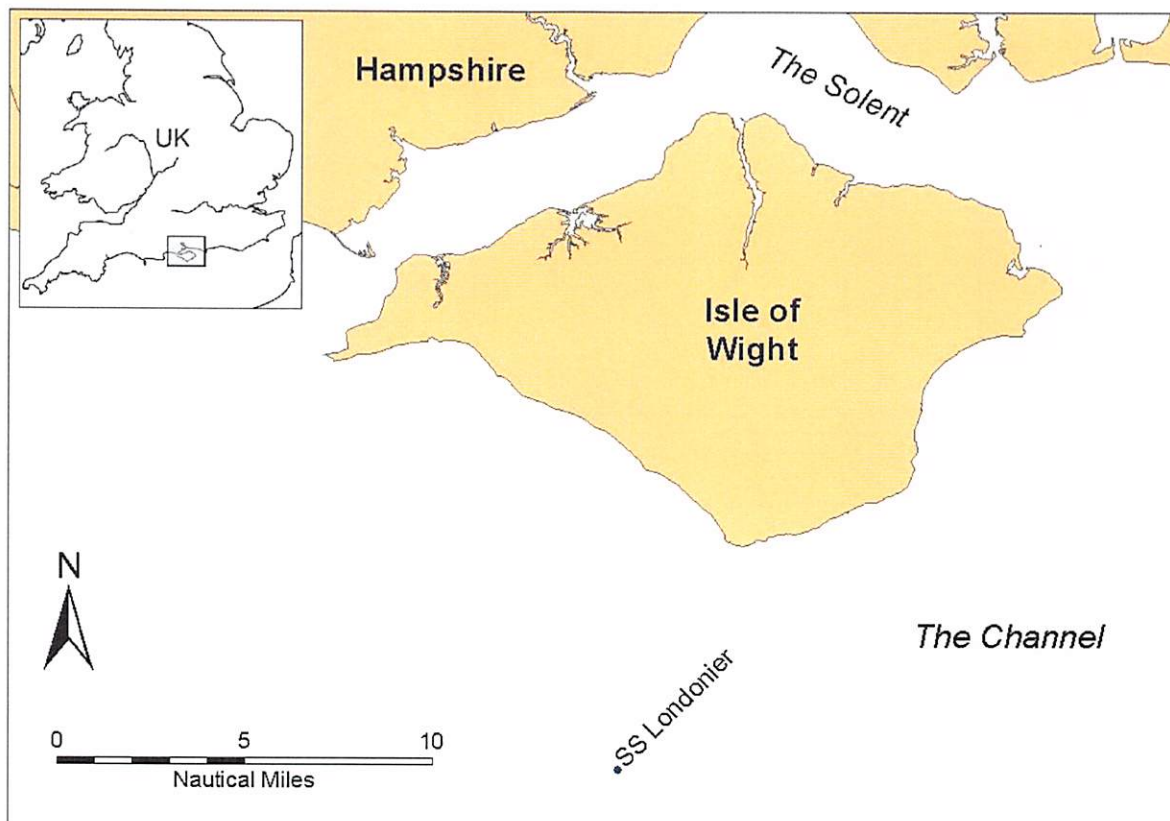 UK
Hampshire
The Solent
Isle of
Wight
N
The Channel
SS Londonier
0 5 10
Nautical Miles